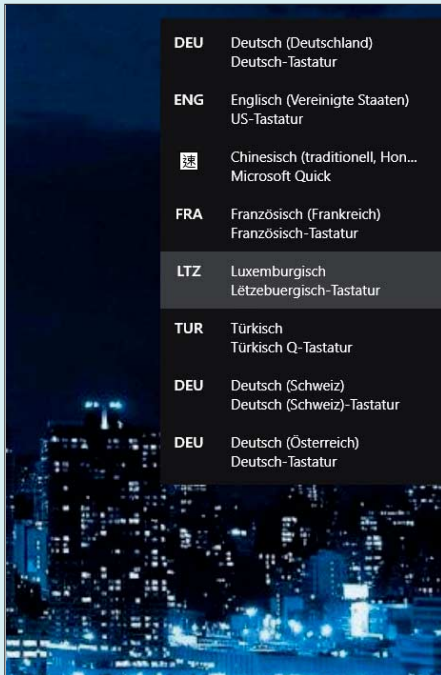 DEU Deutsch (Deutschland)
Deutsch-Tastatur
ENG Englisch (Vereinigte Staaten)
US-Tastatur
速 Chinesisch (traditionell, Hon...
Microsoft Quick
FRA Französisch (Frankreich)
Französisch-Tastatur
LTZ Luxemburgisch
Lëtzebuergisch-Tastatur
TUR Türkisch
Türkisch Q-Tastatur
DEU Deutsch (Schweiz)
Deutsch (Schweiz)-Tastatur
DEU Deutsch (Österreich)
Deutsch-Tastatur